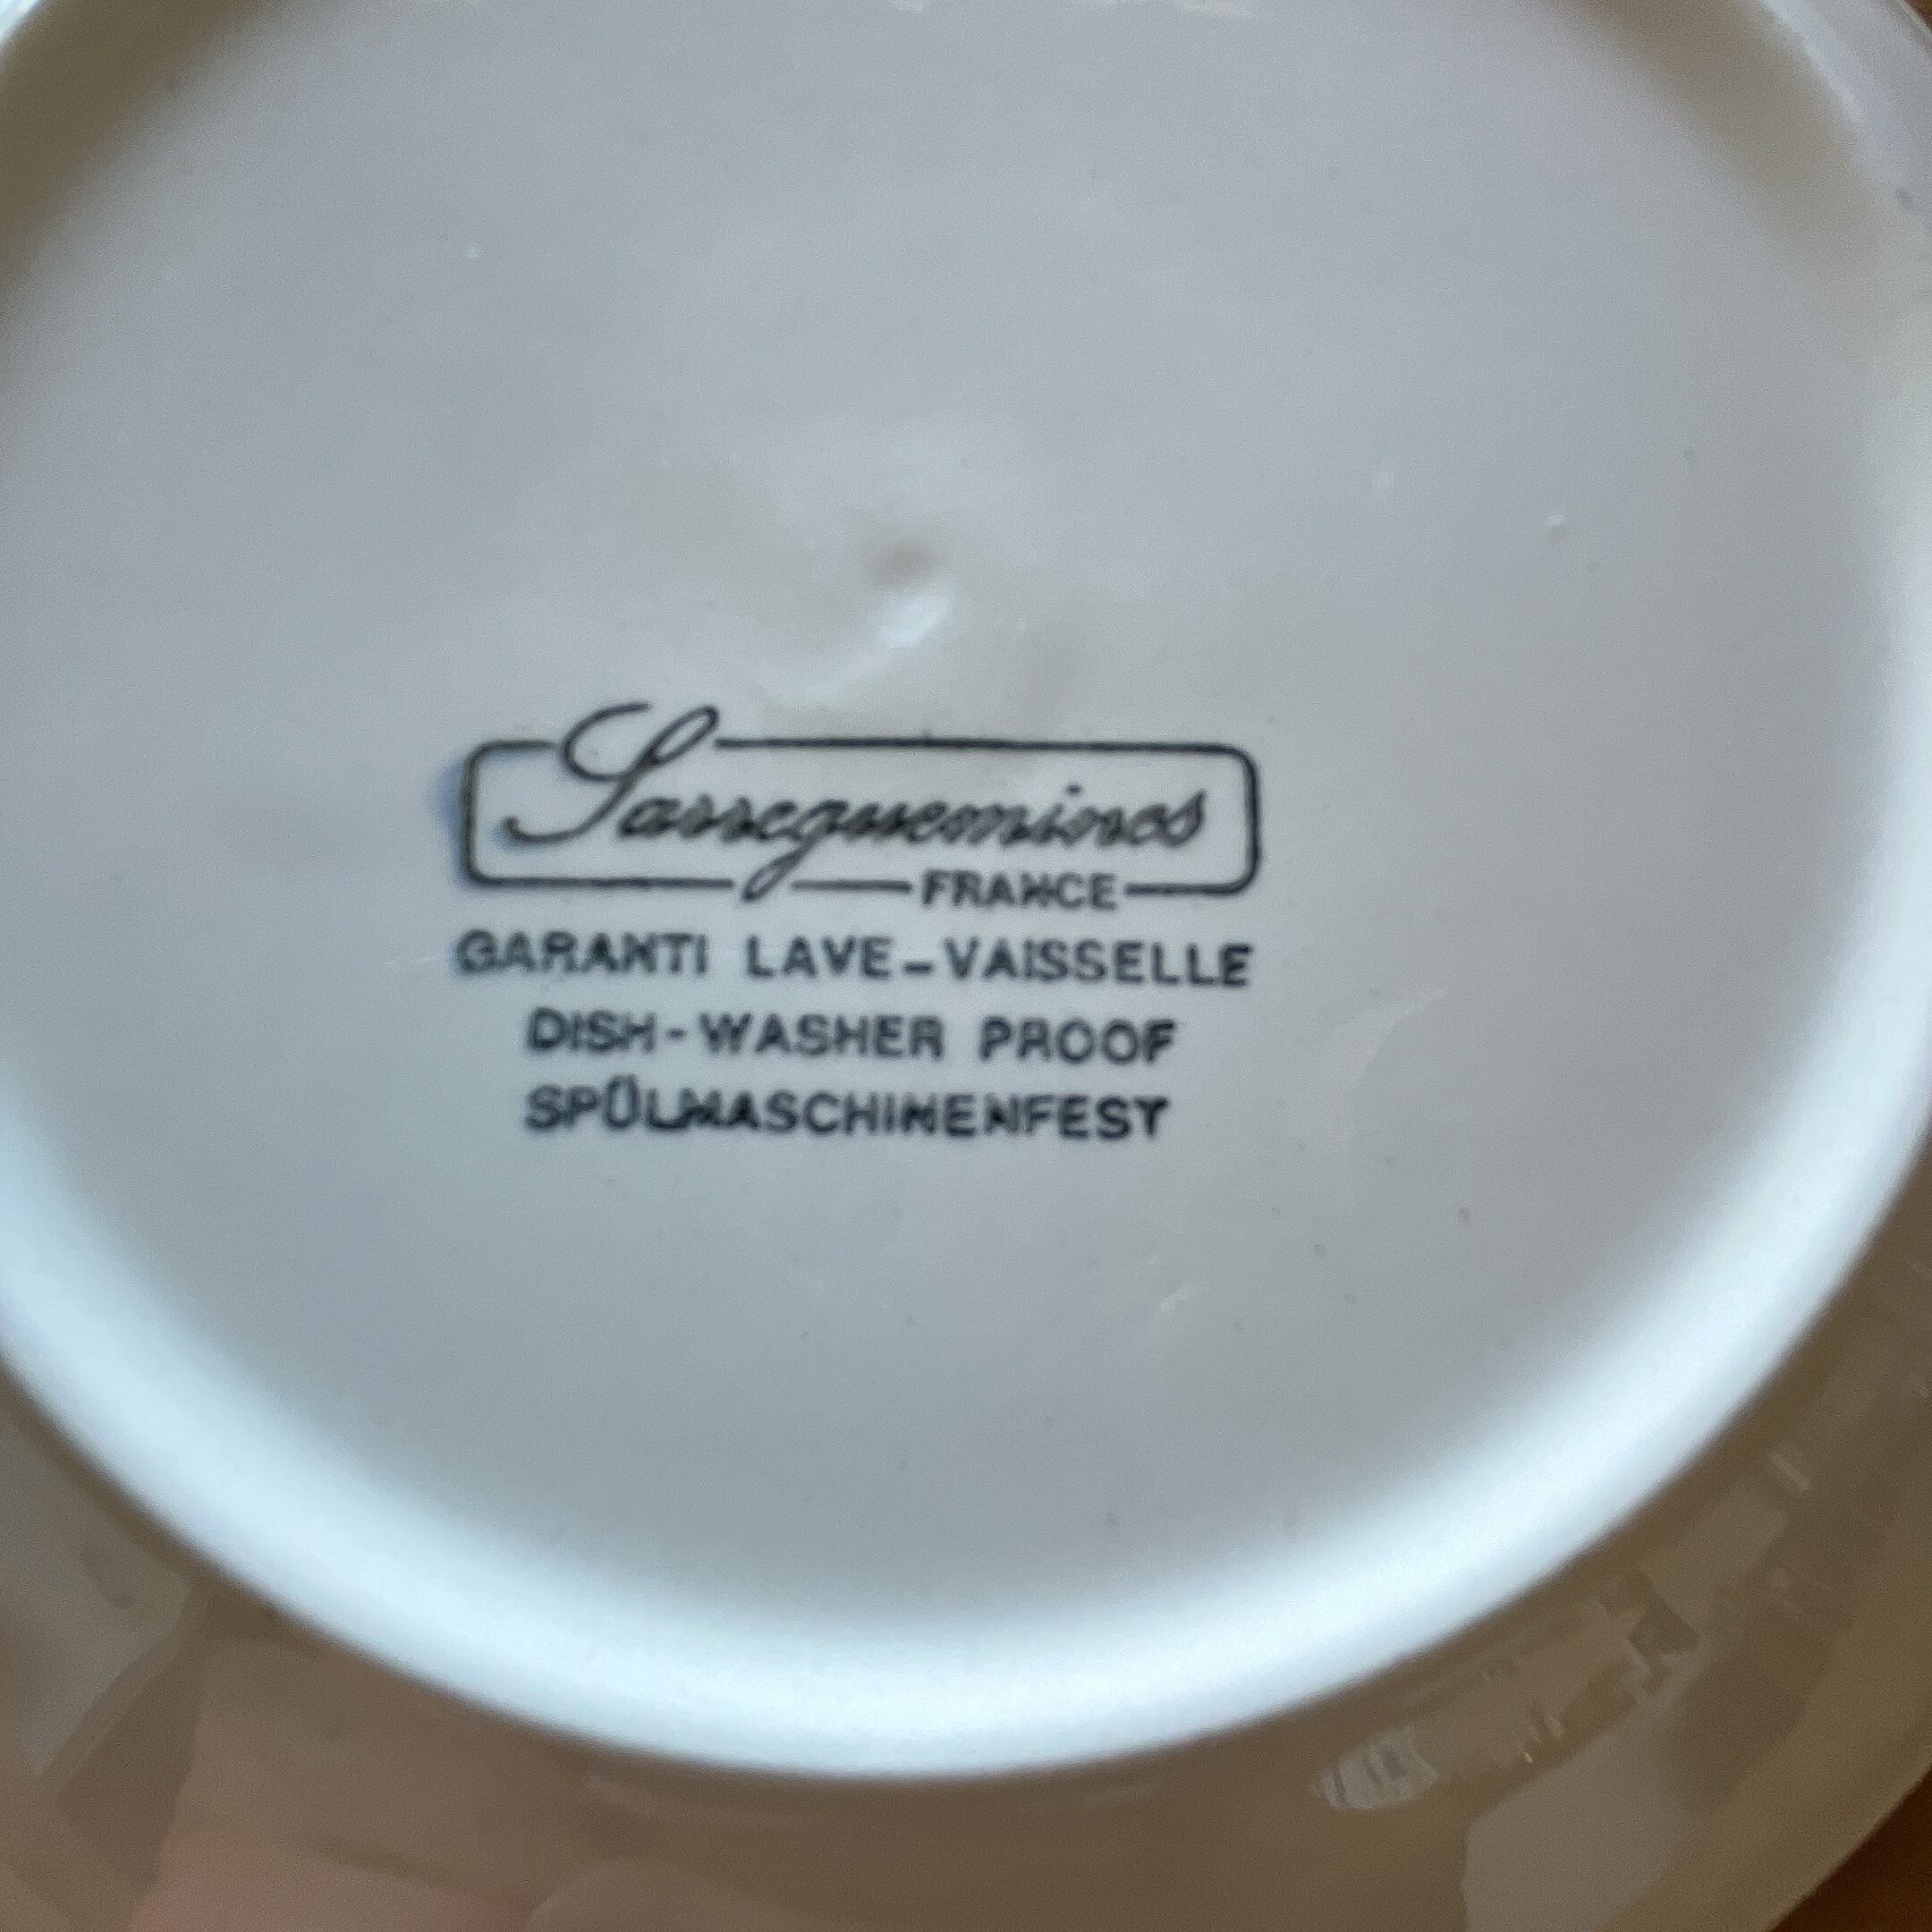 Sarreguemines
FRANCE
GARANTI LAVE-VAISSELLE
DISH-WASHER PROOF
SPÜLMASCHINENFEST